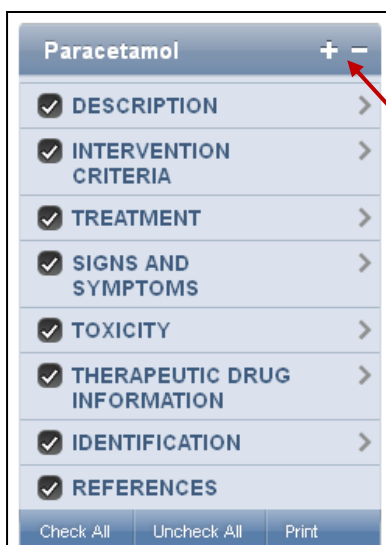 Paracetamol + −
DESCRIPTION
INTERVENTION
CRITERIA
TREATMENT
SIGNS AND
SYMPTOMS
TOXICITY
THERAPEUTIC DRUG
INFORMATION
IDENTIFICATION
REFERENCES
Check All Uncheck All Print